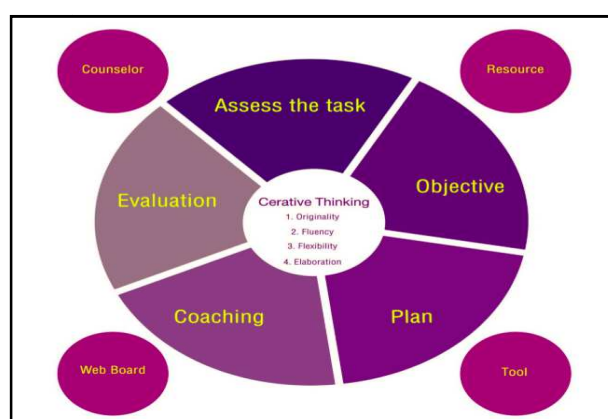 Counselor
Resource
Assess the task
Evaluation
Objective
Cerative Thinking
1. Originality
2. Fluency
3. Flexibility
4. Elaboration
Coaching
Plan
Web Board
Tool